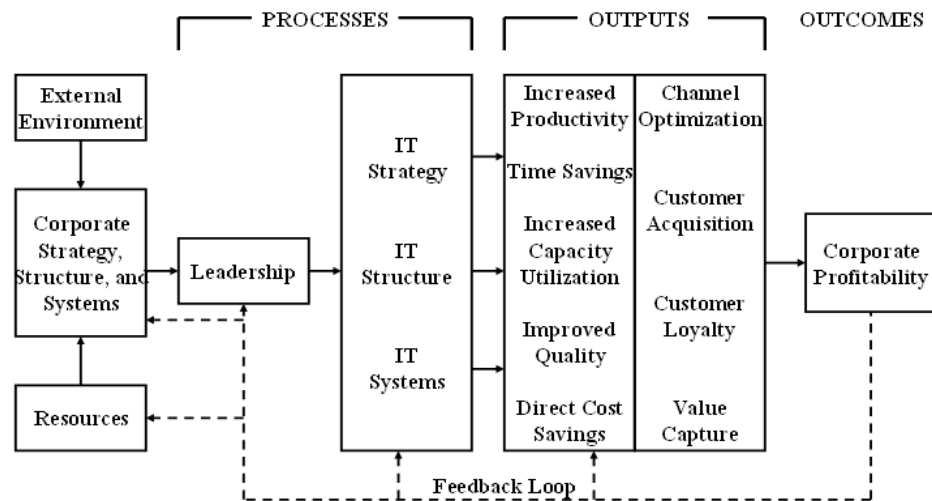 PROCESSES
OUTPUTS
OUTCOMES
External
Environment
Corporate
Strategy,
Structure, and
Systems
Resources
Leadership
IT
Strategy
IT
Structure
IT
Systems
Increased
Productivity
Time Savings
Increased
Capacity
Utilization
Improved
Quality
Direct Cost
Savings
Channel
Optimization
Customer
Acquisition
Customer
Loyalty
Value
Capture
Corporate
Profitability
Feedback Loop